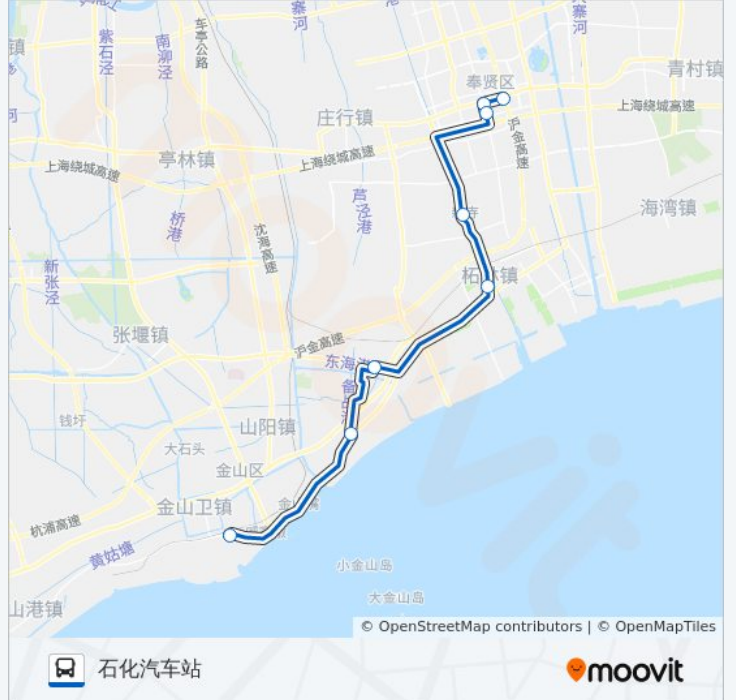 寨河
寨河
车亭公路
紫石泾
南泖泾
镇
河
奉贤区
青村镇
庄行镇
上海绕城高速
沪金高速
亭林镇
上海绕城高速
上海绕城高速
芦泾港
海湾镇
桥港
沈海高速
新张泾
柘林镇
张堰镇
沪金高速
东海
钱圩
山阳镇
大石头
金山区
金山卫镇
杭浦高速
黄姑塘
小金山岛
大金山岛
山港镇
© OpenStreetMap contributors | © OpenMapTiles
石化汽车站
moovit